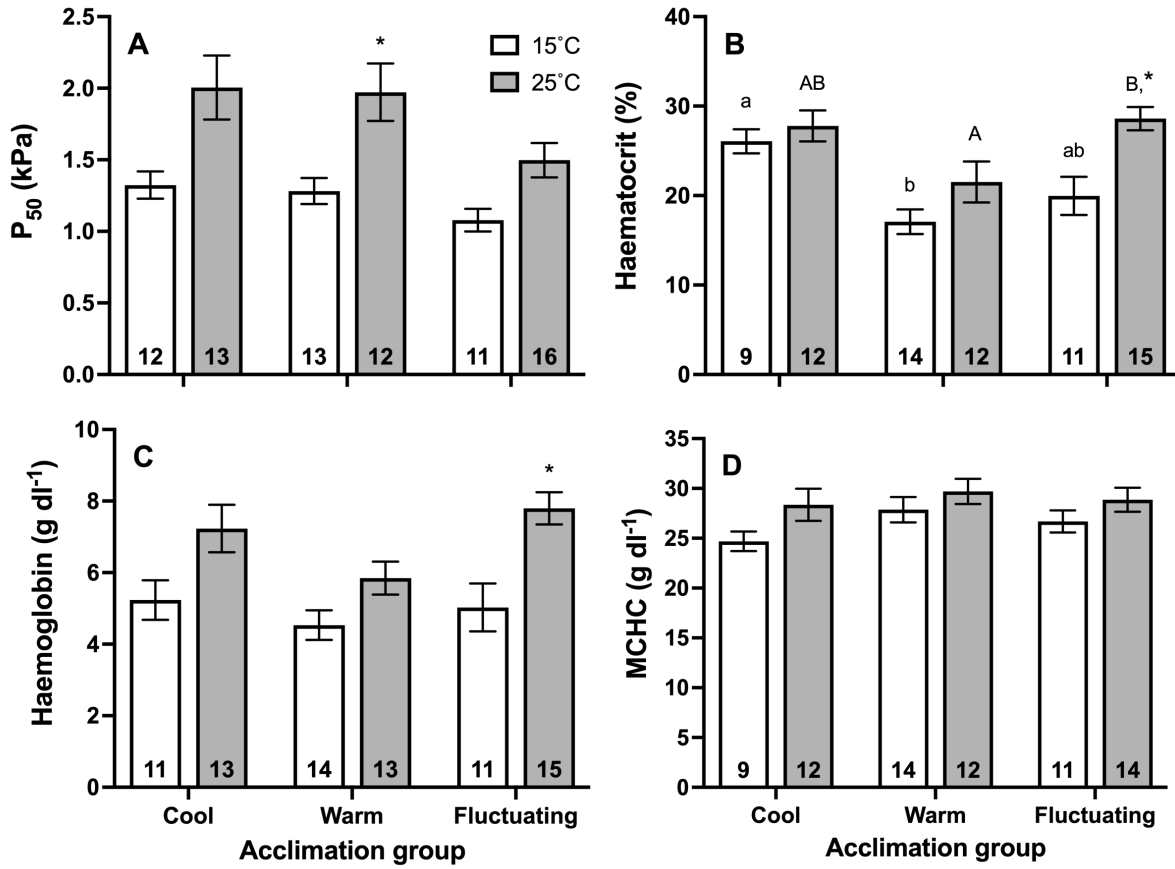 A
2.5
2.0
1.5
1.0
0.5
0.0
P50 (kPa)
*
15˚C
25˚C
12
13
13
12
11
16
B
40
30
20
10
0
Haematocrit (%)
a
AB
b
A
ab
B,*
9
12
14
12
11
15
C
10
8
6
4
2
0
Haemoglobin (g dl-1)
*
11
13
14
13
11
15
Cool
Warm
Fluctuating
Acclimation group
D
35
30
25
20
15
10
5
0
MCHC (g dl-1)
9
12
14
12
11
14
Cool
Warm
Fluctuating
Acclimation group